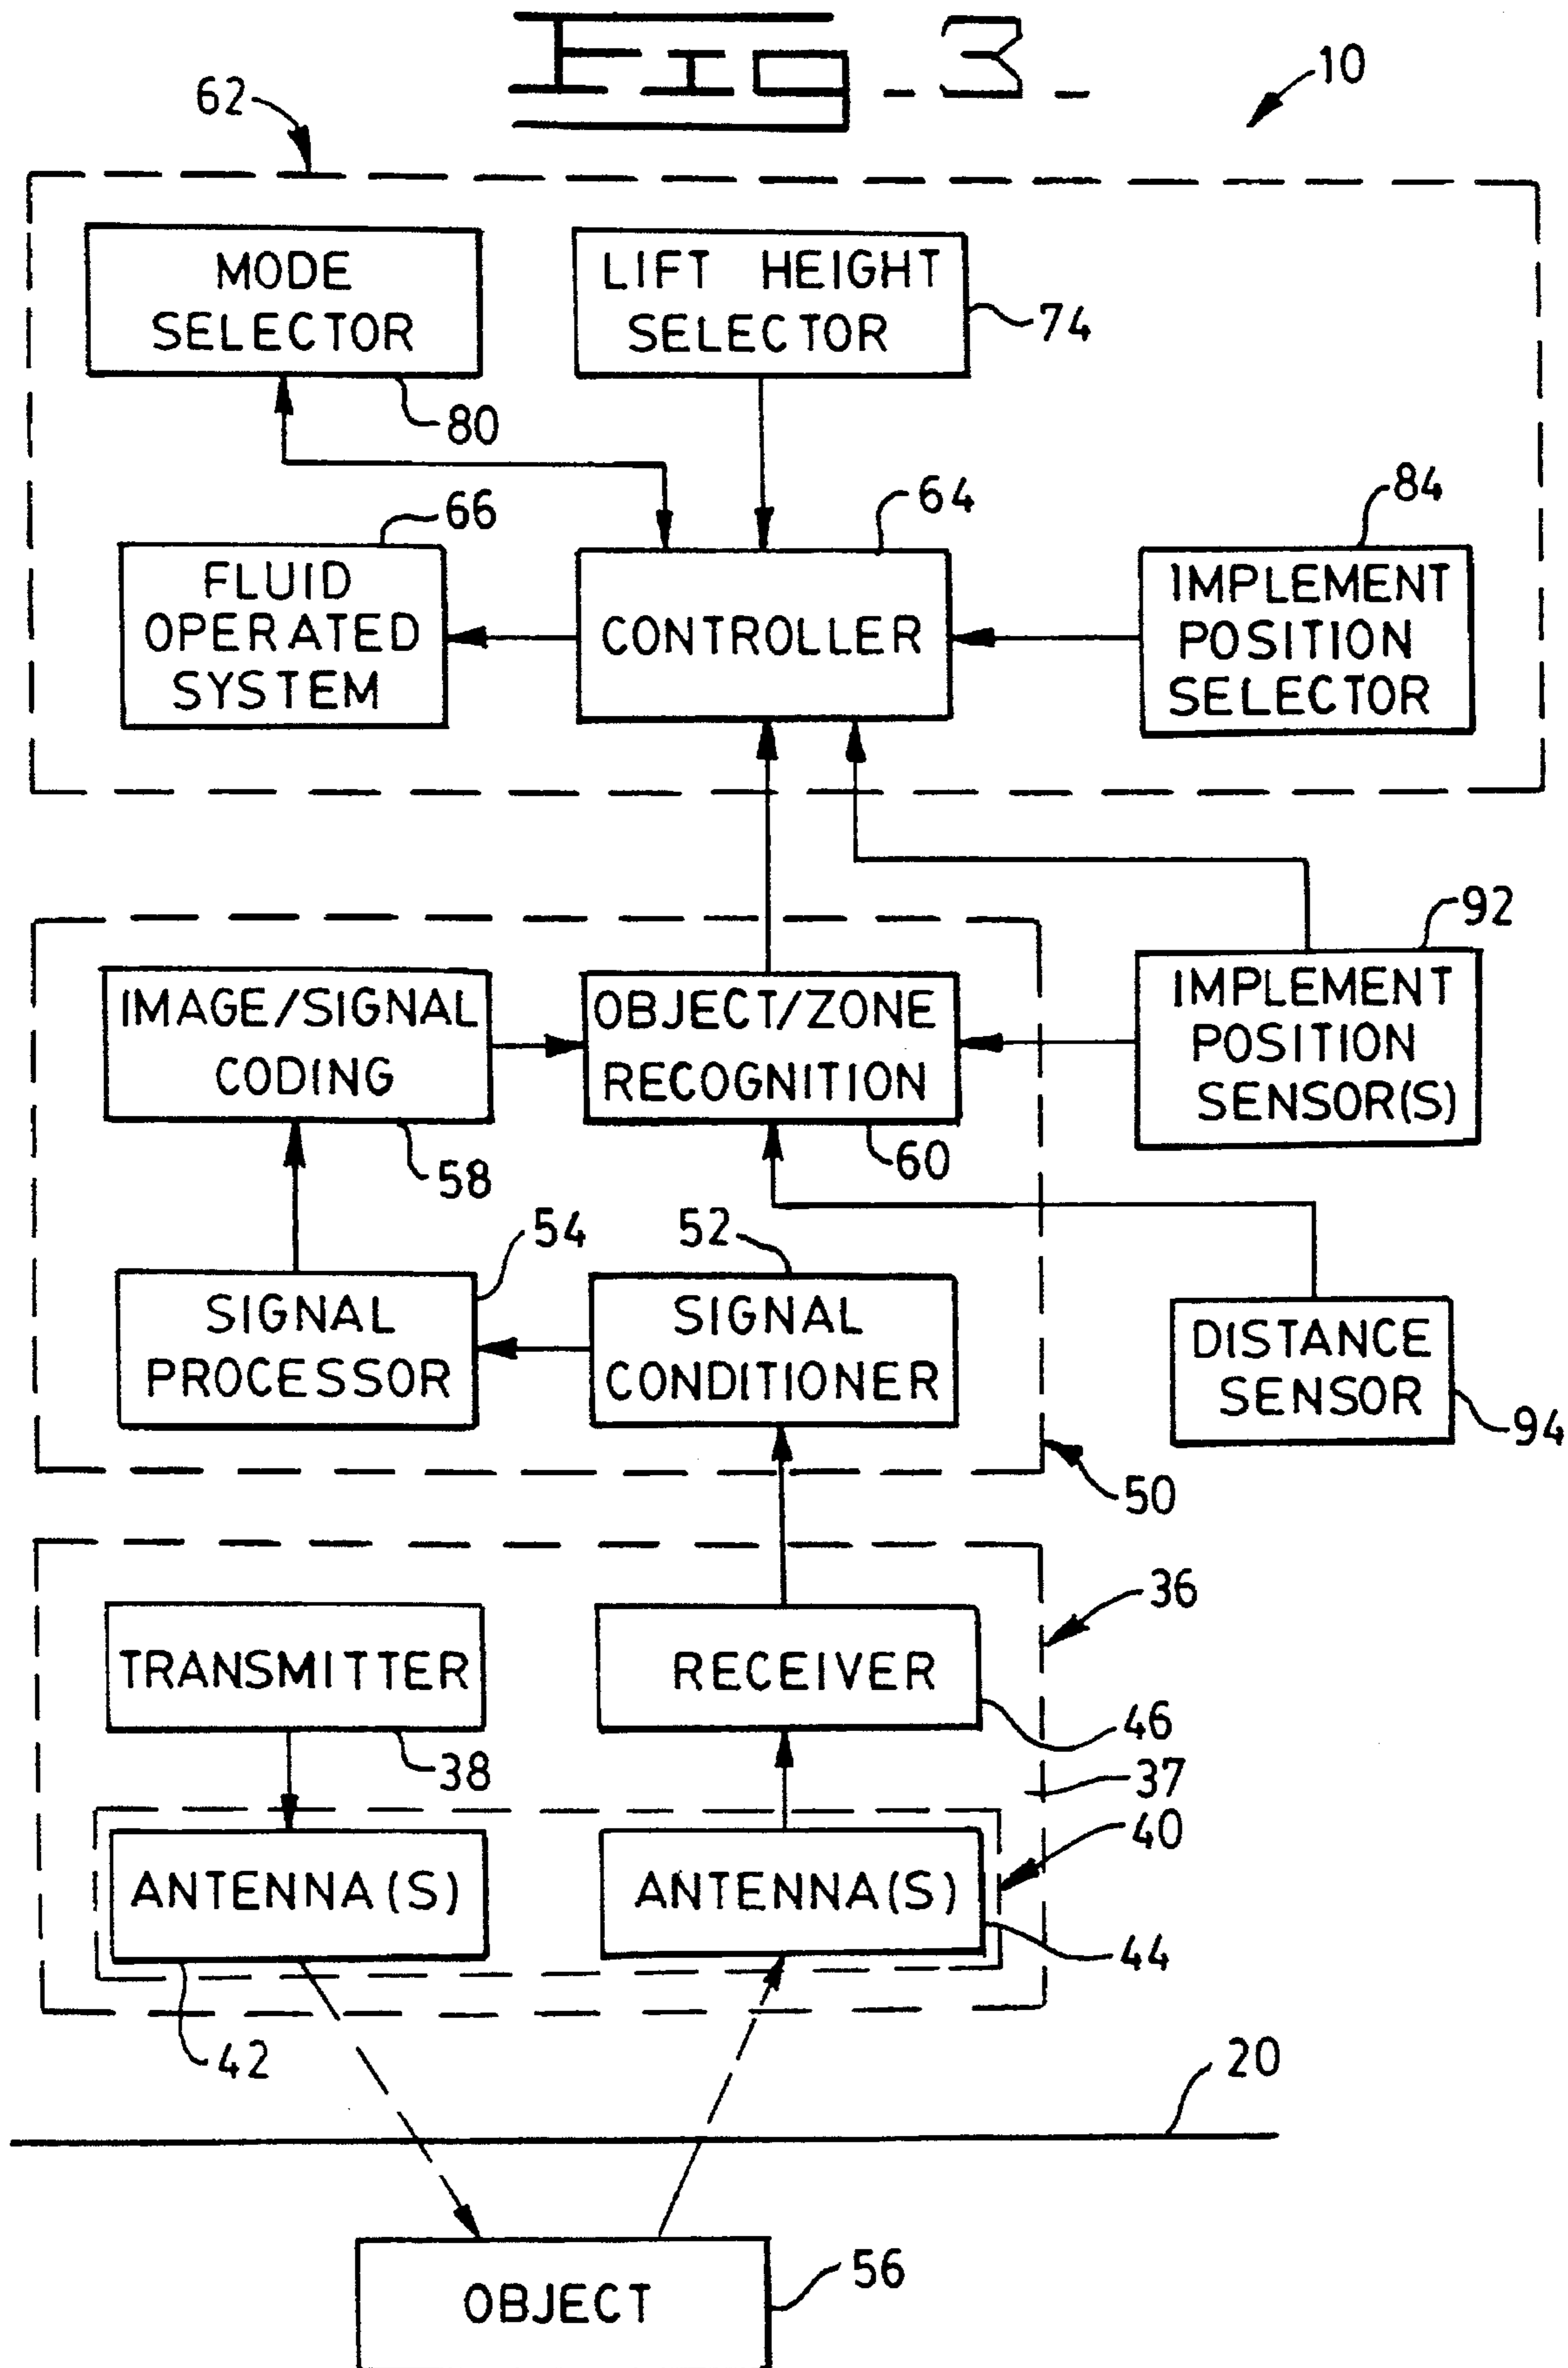 Fig-3-
10
62
MODE
SELECTOR
80
LIFT HEIGHT
SELECTOR
74
66
FLUID
OPERATED
SYSTEM
64
CONTROLLER
84
IMPLEMENT
POSITION
SELECTOR
92
IMPLEMENT
POSITION
SENSOR(S)
IMAGE/SIGNAL
CODING
58
OBJECT/ZONE
RECOGNITION
60
54
SIGNAL
PROCESSOR
52
SIGNAL
CONDITIONER
DISTANCE
SENSOR
94
50
36
TRANSMITTER
38
RECEIVER
46
37
40
ANTENNA(S)
42
ANTENNA(S)
44
20
OBJECT
56